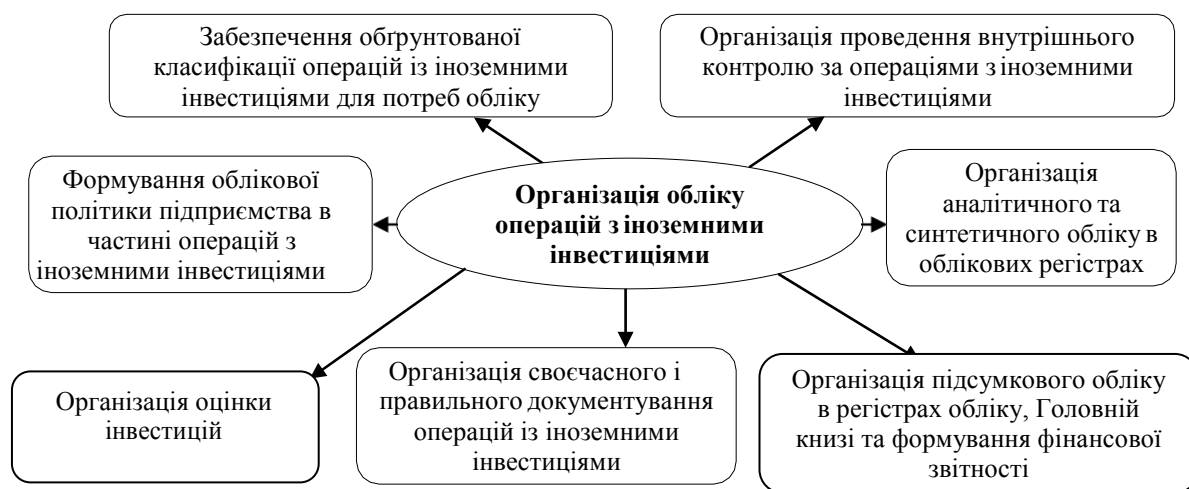 Забезпечення обґрунтованої
класифікації операцій із іноземними
інвестиціями для потреб обліку
Організація проведення внутрішнього
контролю за операціями з іноземними
інвестиціями
Формування облікової
політики підприємства в
частині операцій з
іноземними інвестиціями
Організація обліку
операцій з іноземними
інвестиціями
Організація
аналітичного та
синтетичного обліку в
облікових регістрах
Організація оцінки
інвестицій
Організація своєчасного і
правильного документування
операцій із іноземними
інвестиціями
Організація підсумкового обліку
в регістрах обліку, Головній
книзі та формування фінансової
звітності